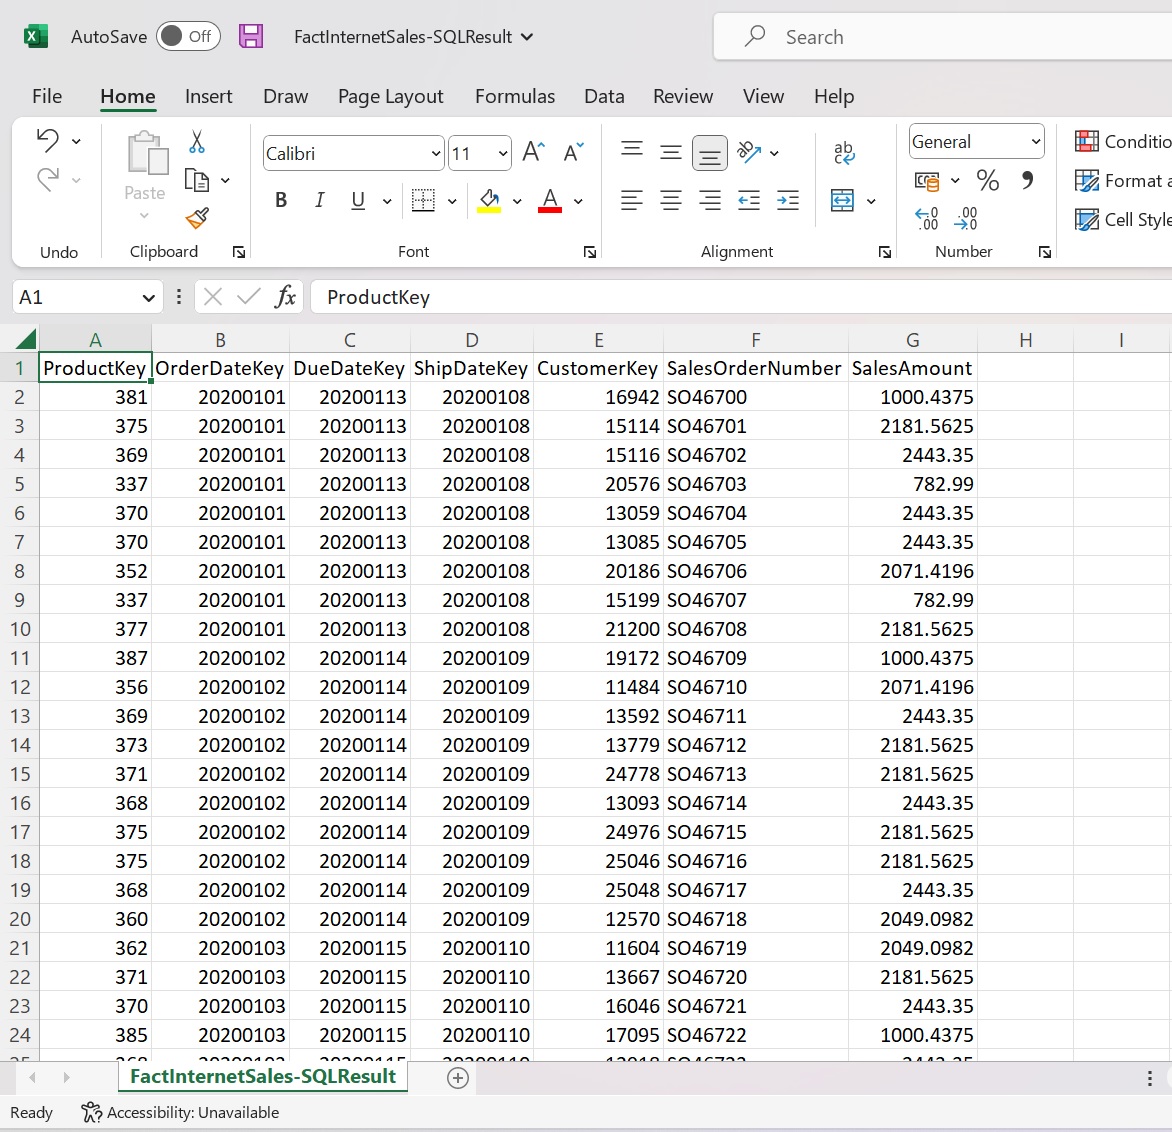 AutoSave Off FactInternetSales-SQLResult Search
File Home Insert Draw Page Layout Formulas Data Review View Help
Calibri 11 A^ A˅ ab General Conditio
Paste B I U A % , Format a
←0 .00 .00 →0 Cell Style
Undo Clipboard Font Alignment Number
A1 fx ProductKey
A B C D E F G H I
1 ProductKey OrderDateKey DueDateKey ShipDateKey CustomerKey SalesOrderNumber SalesAmount
2 381 20200101 20200113 20200108 16942 SO46700 1000.4375
3 375 20200101 20200113 20200108 15114 SO46701 2181.5625
4 369 20200101 20200113 20200108 15116 SO46702 2443.35
5 337 20200101 20200113 20200108 20576 SO46703 782.99
6 370 20200101 20200113 20200108 13059 SO46704 2443.35
7 370 20200101 20200113 20200108 13085 SO46705 2443.35
8 352 20200101 20200113 20200108 20186 SO46706 2071.4196
9 337 20200101 20200113 20200108 15199 SO46707 782.99
10 377 20200101 20200113 20200108 21200 SO46708 2181.5625
11 387 20200102 20200114 20200109 19172 SO46709 1000.4375
12 356 20200102 20200114 20200109 11484 SO46710 2071.4196
13 369 20200102 20200114 20200109 13592 SO46711 2443.35
14 373 20200102 20200114 20200109 13779 SO46712 2181.5625
15 371 20200102 20200114 20200109 24778 SO46713 2181.5625
16 368 20200102 20200114 20200109 13093 SO46714 2443.35
17 375 20200102 20200114 20200109 24976 SO46715 2181.5625
18 375 20200102 20200114 20200109 25046 SO46716 2181.5625
19 368 20200102 20200114 20200109 25048 SO46717 2443.35
20 360 20200102 20200114 20200109 12570 SO46718 2049.0982
21 362 20200103 20200115 20200110 11604 SO46719 2049.0982
22 371 20200103 20200115 20200110 13667 SO46720 2181.5625
23 370 20200103 20200115 20200110 16046 SO46721 2443.35
24 385 20200103 20200115 20200110 17095 SO46722 1000.4375
FactInternetSales-SQLResult
Ready Accessibility: Unavailable